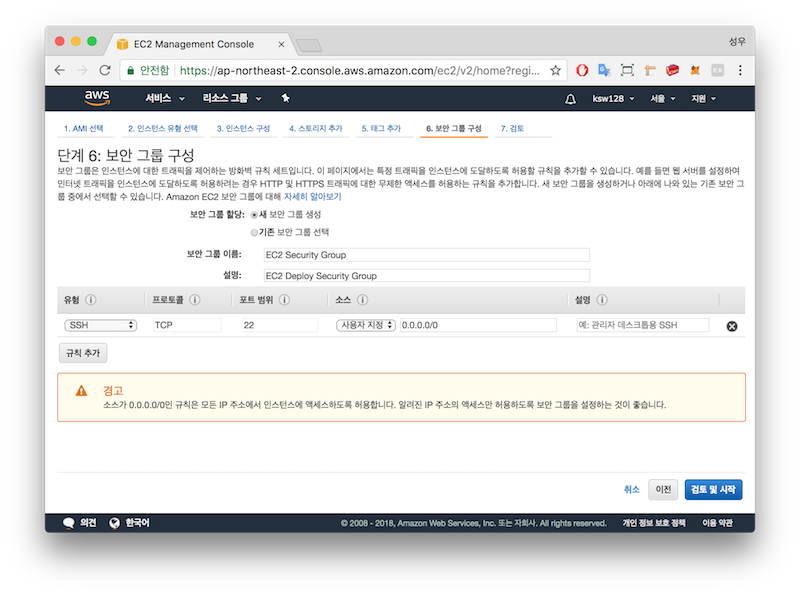 EC2 Management Console
성우
안전함 https://ap-northeast-2.console.aws.amazon.com/ec2/v2/home?regi...
aws 서비스 리소스 그룹 ksw128 서울 지원
1. AMI 선택 2. 인스턴스 유형 선택 3. 인스턴스 구성 4. 스토리지 추가 5. 태그 추가 6. 보안 그룹 구성 7. 검토
단계 6: 보안 그룹 구성
보안 그룹은 인스턴스에 대한 트래픽을 제어하는 방화벽 규칙 세트입니다. 이 페이지에서는 특정 트래픽을 인스턴스에 도달하도록 허용할 규칙을 추가할 수 있습니다. 예를 들면 웹 서버를 설정하여
인터넷 트래픽을 인스턴스에 도달하도록 허용하려는 경우 HTTP 및 HTTPS 트래픽에 대한 무제한 액세스를 허용하는 규칙을 추가합니다. 새 보안 그룹을 생성하거나 아래에 나와 있는 기존 보안 그
룹 중에서 선택할 수 있습니다. Amazon EC2 보안 그룹에 대해 자세히 알아보기
보안 그룹 할당: 새 보안 그룹 생성
기존 보안 그룹 선택
보안 그룹 이름: EC2 Security Group
설명: EC2 Deploy Security Group
유형 프로토콜 포트 범위 소스 설명
SSH TCP 22 사용자 지정 0.0.0.0/0 예: 관리자 데스크톱용 SSH
규칙 추가
경고
소스가 0.0.0.0/0인 규칙은 모든 IP 주소에서 인스턴스에 액세스하도록 허용합니다. 알려진 IP 주소의 액세스만 허용하도록 보안 그룹을 설정하는 것이 좋습니다.
취소 이전 검토 및 시작
의견 한국어 © 2008 - 2018, Amazon Web Services, Inc. 또는 자회사. All rights reserved. 개인 정보 보호 정책 이용 약관